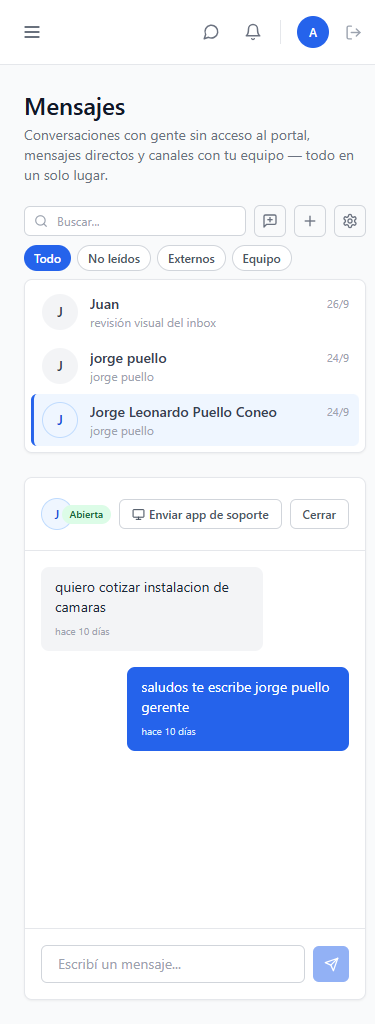 A
Mensajes
Conversaciones con gente sin acceso al portal,
mensajes directos y canales con tu equipo — todo en
un solo lugar.
Buscar...
Todo
No leídos
Externos
Equipo
J
Juan
26/9
revisión visual del inbox
J
jorge puello
24/9
jorge puello
J
Jorge Leonardo Puello Coneo
24/9
jorge puello
J
Abierta
Enviar app de soporte
Cerrar
quiero cotizar instalacion de
camaras
hace 10 días
saludos te escribe jorge puello
gerente
hace 10 días
Escribí un mensaje...